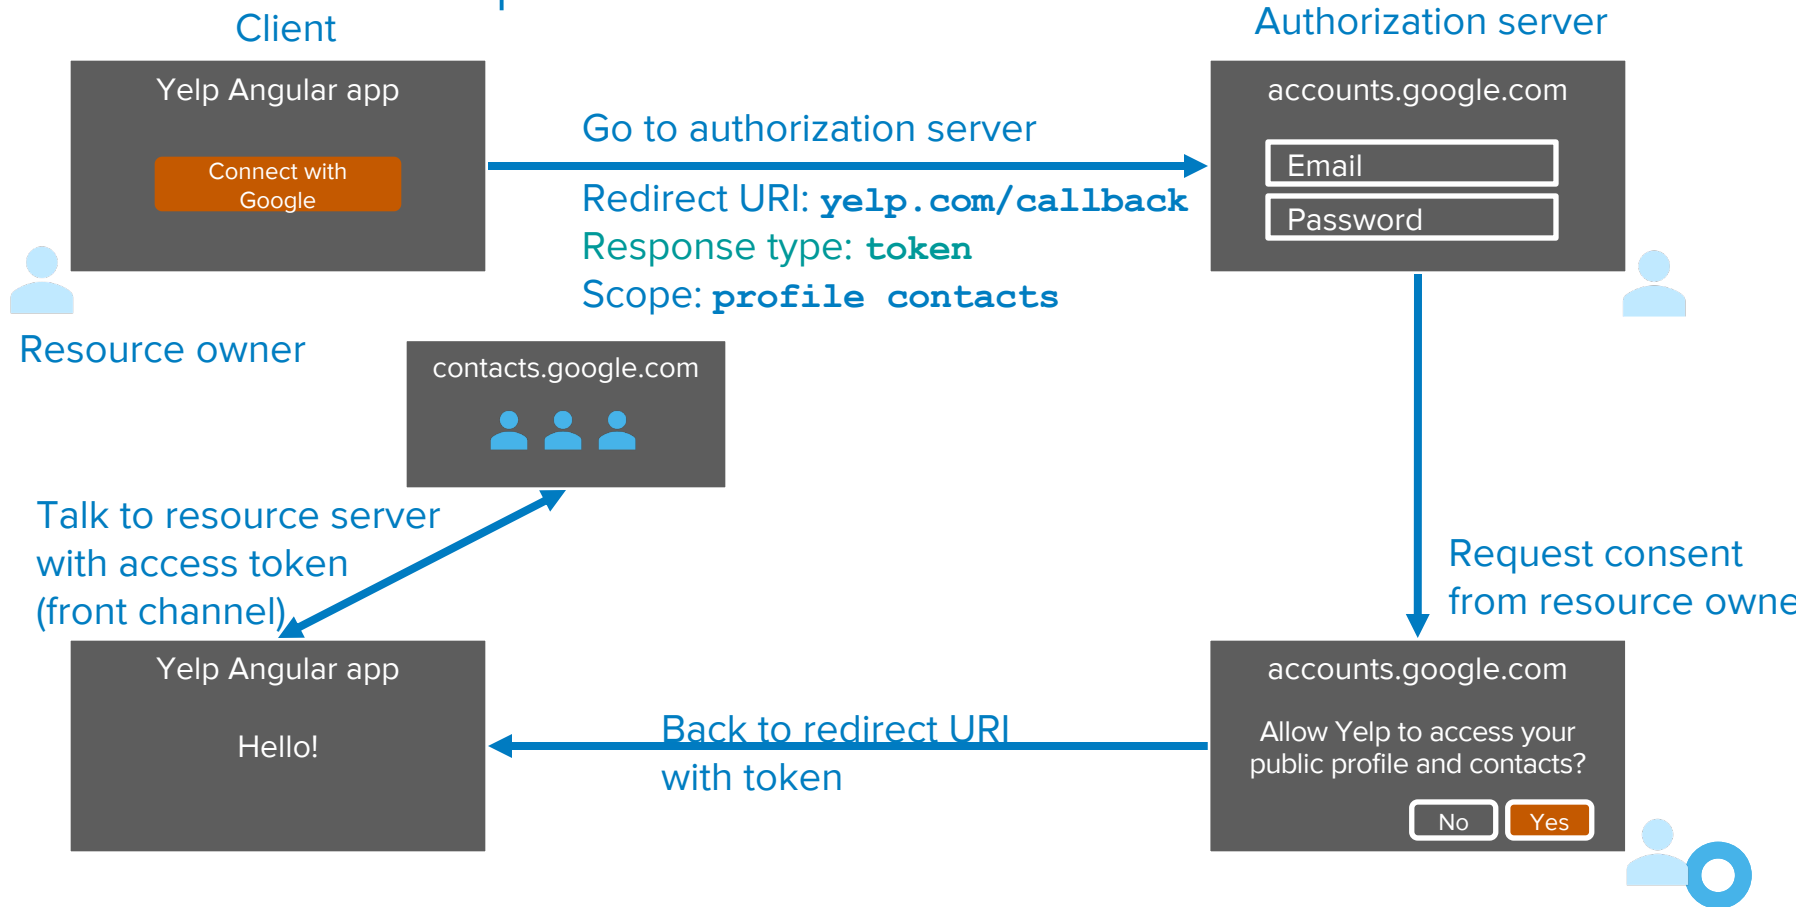 Client
Authorization server
Yelp Angular app
Connect with
Google
Go to authorization server
Redirect URI: yelp.com/callback
Response type: token
Scope: profile contacts
accounts.google.com
Email
Password
Resource owner
contacts.google.com
Talk to resource server
with access token
(front channel)
Request consent
from resource owne
Yelp Angular app
Hello!
Back to redirect URI
with token
accounts.google.com
Allow Yelp to access your
public profile and contacts?
No
Yes